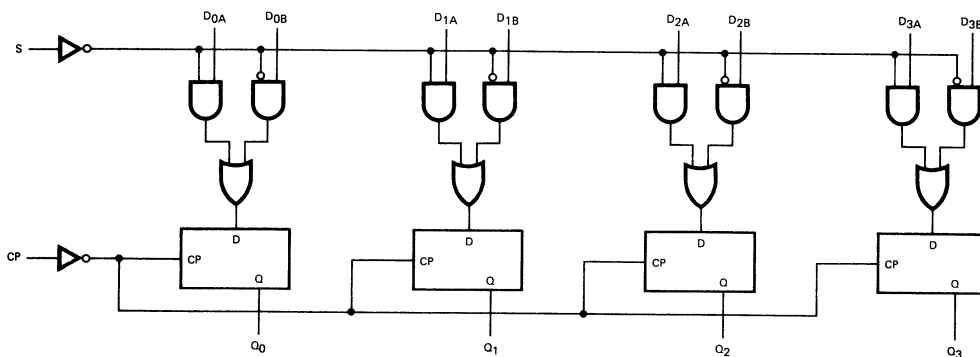 D0A D0B D1A D1B D2A D2B D3A D3B
S
D D D D
CP CP CP CP CP
Q Q Q Q
Q0 Q1 Q2 Q3